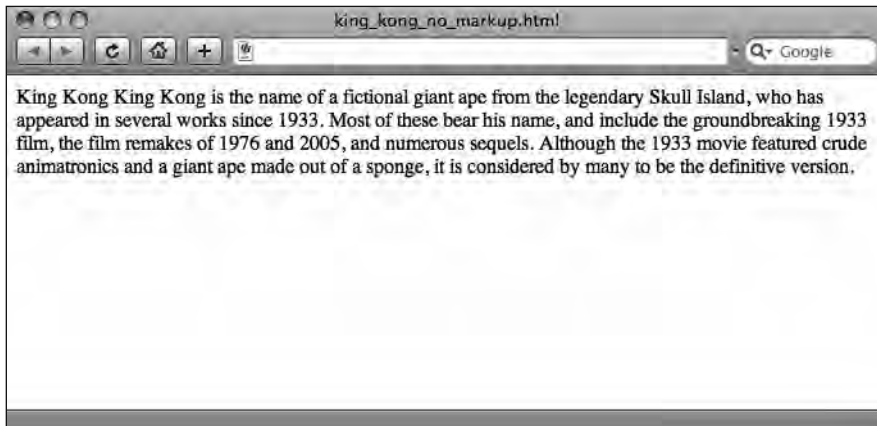 king_kong_no_markup.html
Google
King Kong King Kong is the name of a fictional giant ape from the legendary Skull Island, who has
appeared in several works since 1933. Most of these bear his name, and include the groundbreaking 1933
film, the film remakes of 1976 and 2005, and numerous sequels. Although the 1933 movie featured crude
animatronics and a giant ape made out of a sponge, it is considered by many to be the definitive version.